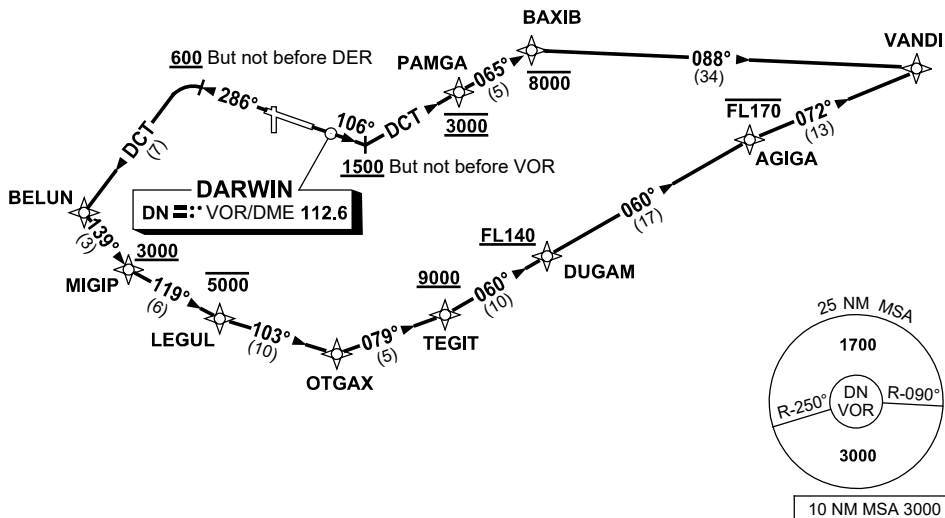 BAXIB
VANDI
600 But not before DER
PAMGA
065°
(5)
8000
088°
(34)
286°
106°
DCT
3000
FL170
072°
(13)
AGIGA
DCT
(7)
1500 But not before VOR
DARWIN
DN VOR/DME 112.6
BELUN
139°
(3)
3000
MIGIP
119°
(6)
5000
LEGUL
103°
(10)
OTGAX
079°
(5)
9000
TEGIT
060°
(10)
FL140
DUGAM
060°
(17)
25 NM MSA
1700
R-250°
DN
VOR
R-090°
3000
10 NM MSA 3000